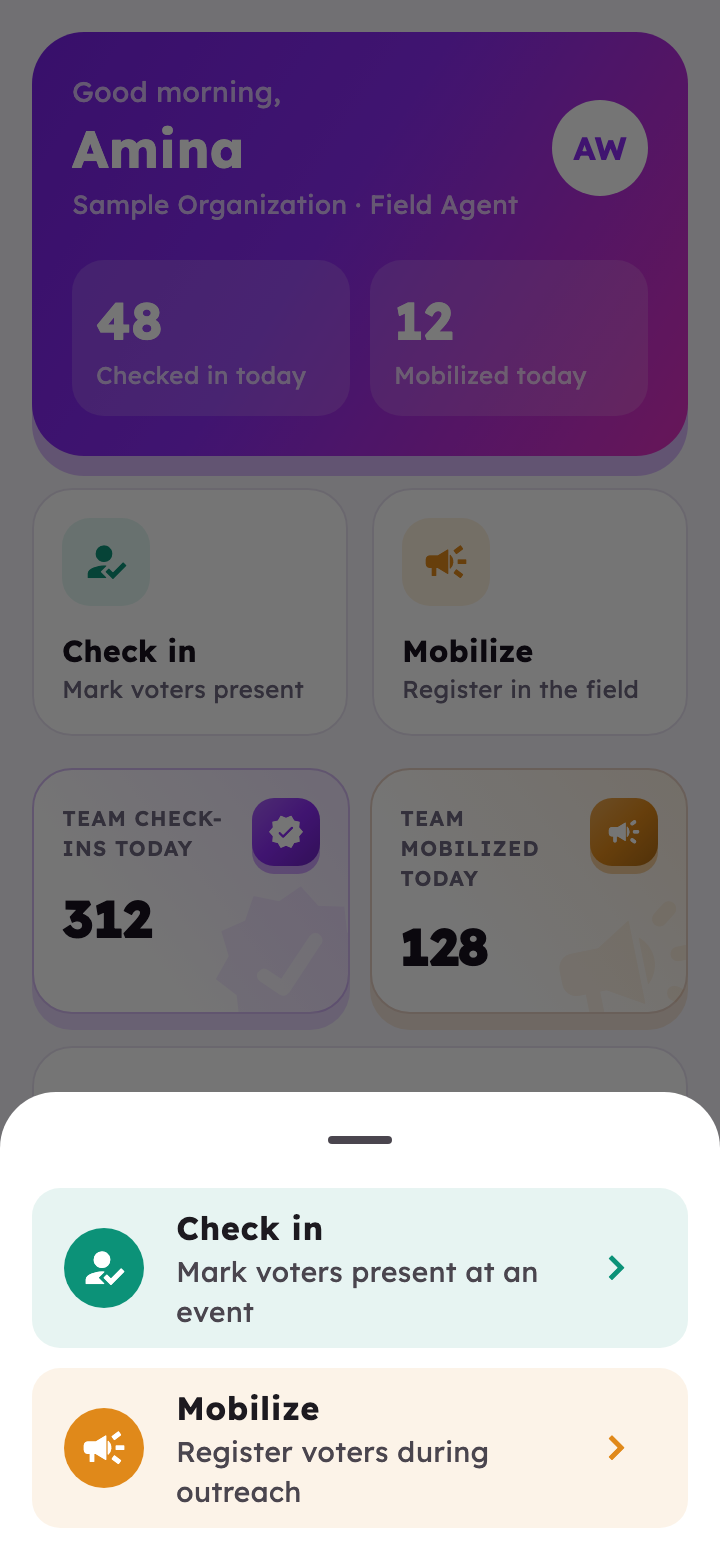 Good morning,
Amina
AW
Sample Organization · Field Agent
48
Checked in today
12
Mobilized today
Check in
Mark voters present
Mobilize
Register in the field
TEAM CHECK-
INS TODAY
312
TEAM
MOBILIZED
TODAY
128
Check in
Mark voters present at an
event
Mobilize
Register voters during
outreach